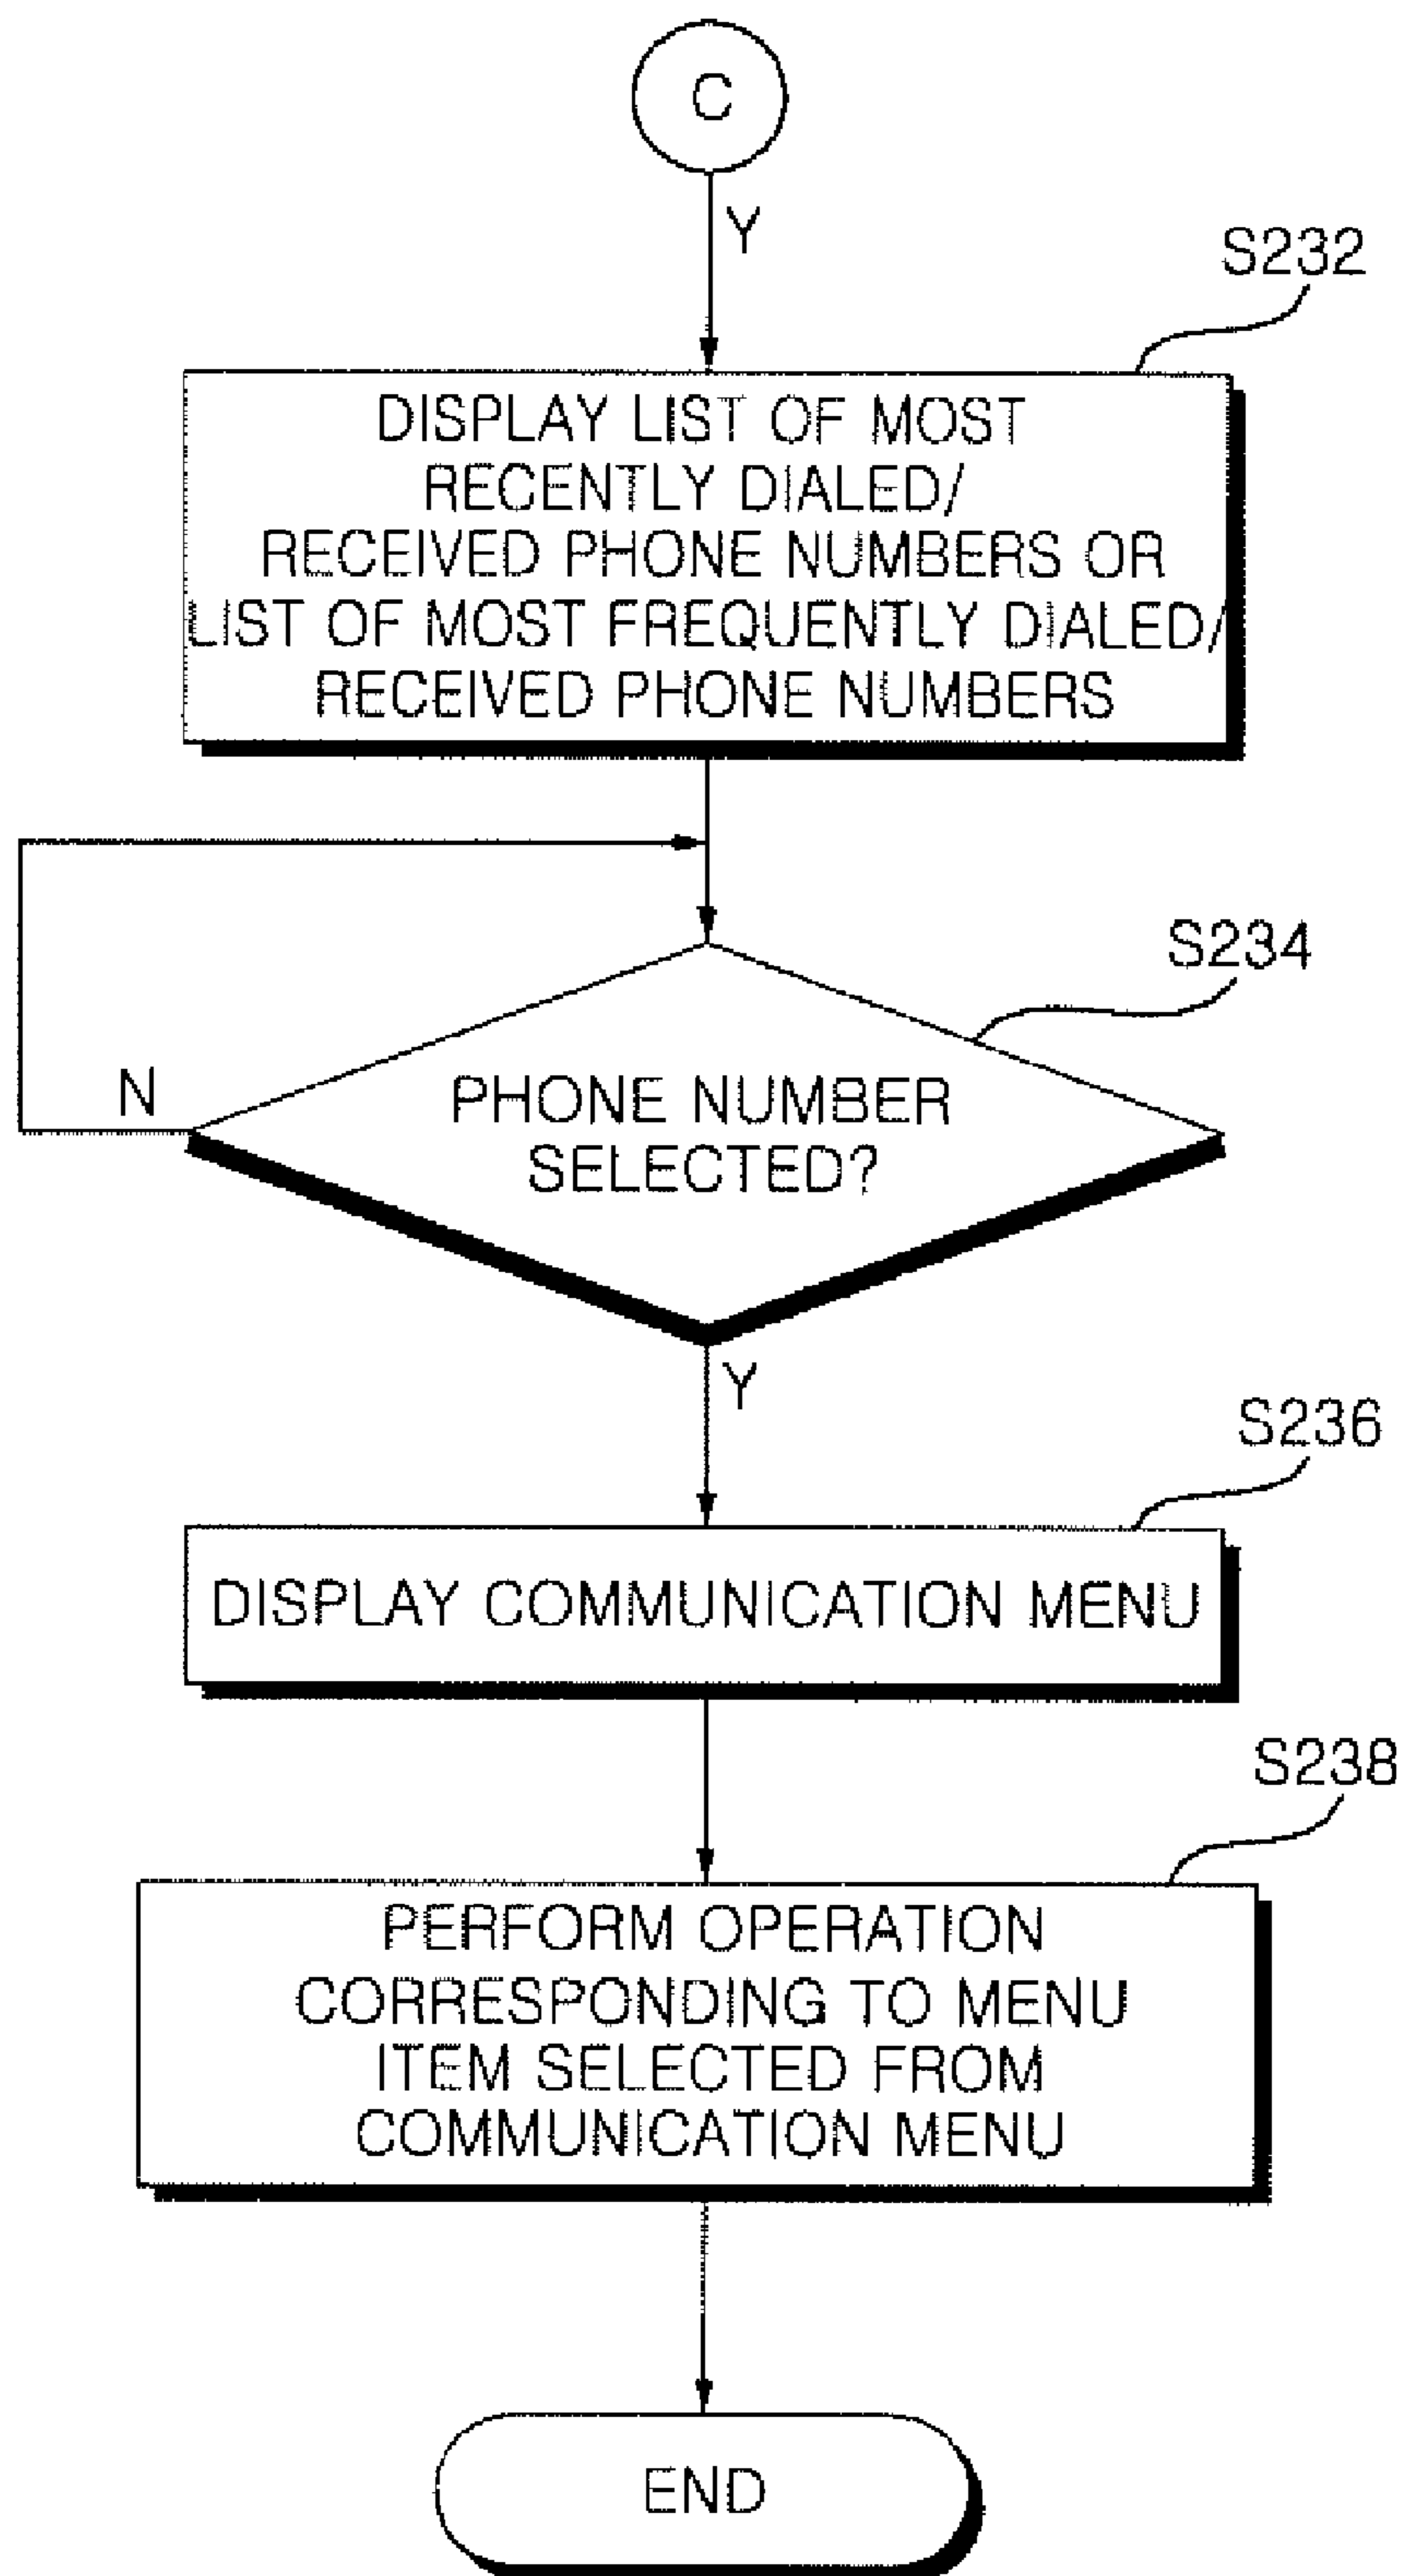 C
Y
S232
DISPLAY LIST OF MOST
RECENTLY DIALED/
RECEIVED PHONE NUMBERS OR
LIST OF MOST FREQUENTLY DIALED/
RECEIVED PHONE NUMBERS
S234
N
PHONE NUMBER
SELECTED?
Y
S236
DISPLAY COMMUNICATION MENU
S238
PERFORM OPERATION
CORRESPONDING TO MENU
ITEM SELECTED FROM
COMMUNICATION MENU
END